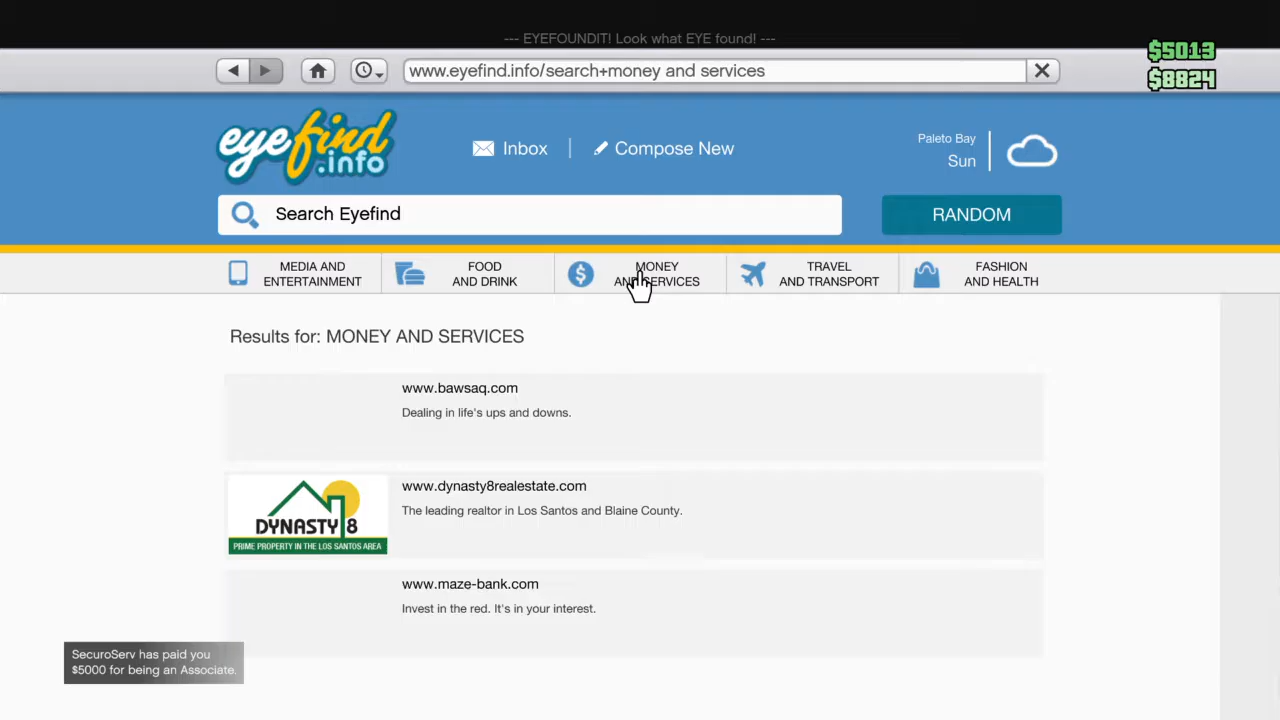 --- EYEFOUNDIT! Look what EYE found! ---
$5013
$8824
www.eyefind.info/search+money and services
eyefind
.info
Inbox
Compose New
Paleto Bay
Sun
Search Eyefind
RANDOM
MEDIA AND
ENTERTAINMENT
FOOD
AND DRINK
MONEY
AND SERVICES
TRAVEL
AND TRANSPORT
FASHION
AND HEALTH
Results for: MONEY AND SERVICES
www.bawsaq.com
Dealing in life's ups and downs.
DYNASTY 8
PRIME PROPERTY IN THE LOS SANTOS AREA
www.dynasty8realestate.com
The leading realtor in Los Santos and Blaine County.
www.maze-bank.com
Invest in the red. It's in your interest.
SecuroServ has paid you
$5000 for being an Associate.